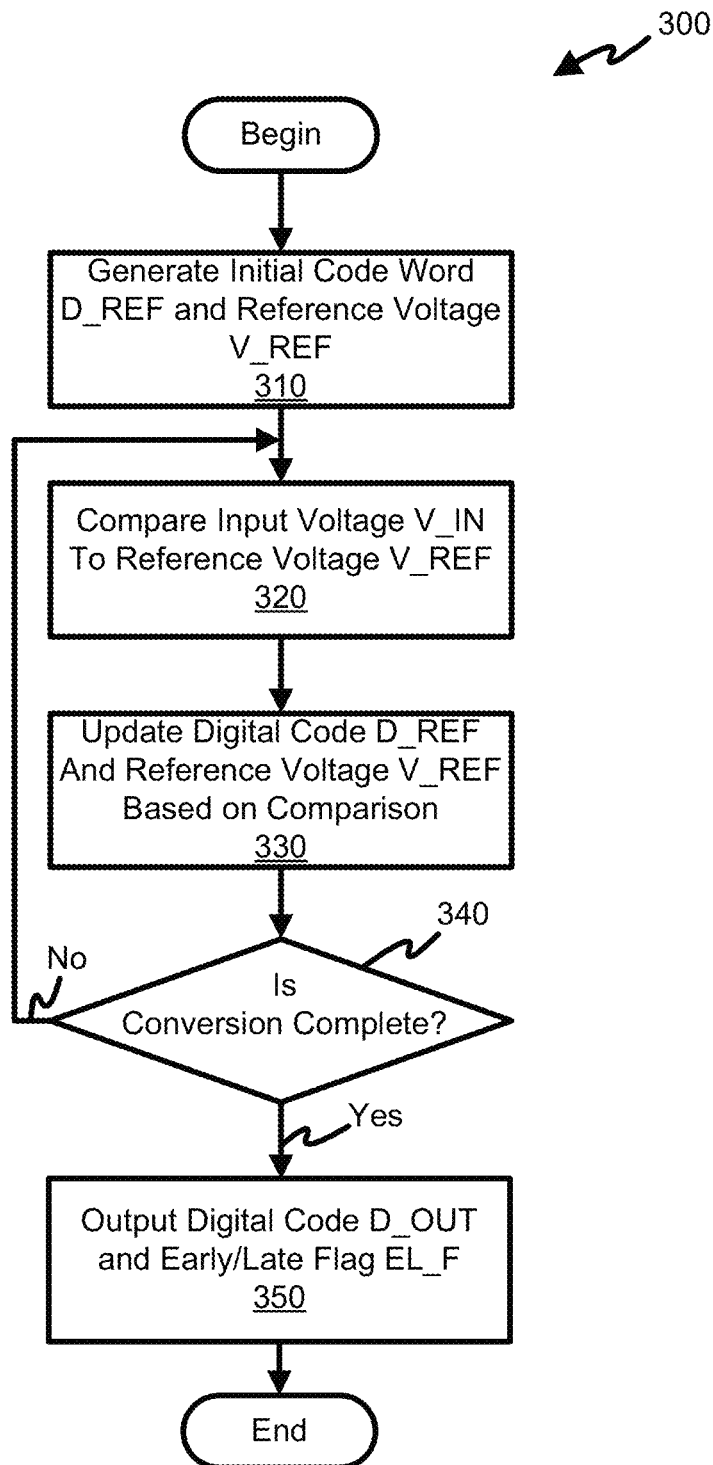 300
Begin
Generate Initial Code Word
D_REF and Reference Voltage
V_REF
310
Compare Input Voltage V_IN
To Reference Voltage V_REF
320
Update Digital Code D_REF
And Reference Voltage V_REF
Based on Comparison
330
340
No
Is
Conversion Complete?
Yes
Output Digital Code D_OUT
and Early/Late Flag EL_F
350
End